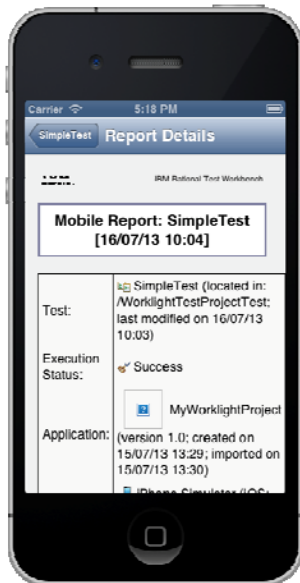 Carrier 5:18 PM
SimpleTest Report Details
IBM Rational Test Workbench
Mobile Report: SimpleTest
[16/07/13 10:04]
Test:
SimpleTest (located in:
/WorklightTestProjectTest;
last modified on 16/07/13
10:03)
Execution
Status:
Success
Application:
MyWorklightProject
(version 1.0; created on
15/07/13 13:29; imported on
15/07/13 13:30)
iPhone Simulator (iOS;